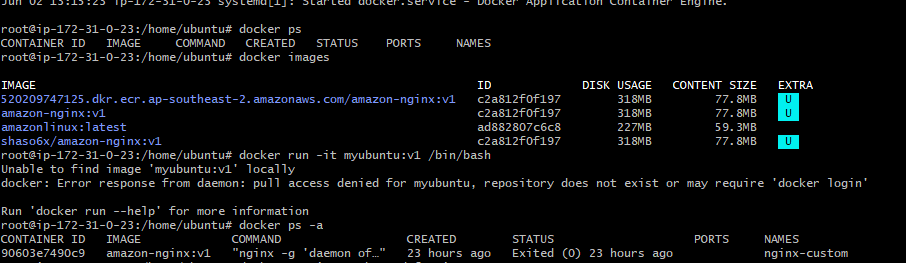 Jun 02 13:15:23 ip-172-31-0-23 systemd[1]: Started docker.service - Docker Application Container Engine.
root@ip-172-31-0-23:/home/ubuntu# docker ps
CONTAINER ID   IMAGE     COMMAND   CREATED   STATUS    PORTS     NAMES
root@ip-172-31-0-23:/home/ubuntu# docker images
IMAGE                                                          ID             DISK USAGE   CONTENT SIZE   EXTRA
520209747125.dkr.ecr.ap-southeast-2.amazonaws.com/amazon-nginx:v1   c2a812f0f197        318MB         77.8MB    U
amazon-nginx:v1                                                c2a812f0f197        318MB         77.8MB    U
amazonlinux:latest                                             ad882807c6c8        227MB         59.3MB
shaso6x/amazon-nginx:v1                                        c2a812f0f197        318MB         77.8MB    U
root@ip-172-31-0-23:/home/ubuntu# docker run -it myubuntu:v1 /bin/bash
Unable to find image 'myubuntu:v1' locally
docker: Error response from daemon: pull access denied for myubuntu, repository does not exist or may require 'docker login'
Run 'docker run --help' for more information
root@ip-172-31-0-23:/home/ubuntu# docker ps -a
CONTAINER ID   IMAGE             COMMAND                  CREATED        STATUS                    PORTS     NAMES
90603e7490c9   amazon-nginx:v1   "nginx -g 'daemon of…"   23 hours ago   Exited (0) 23 hours ago             nginx-custom